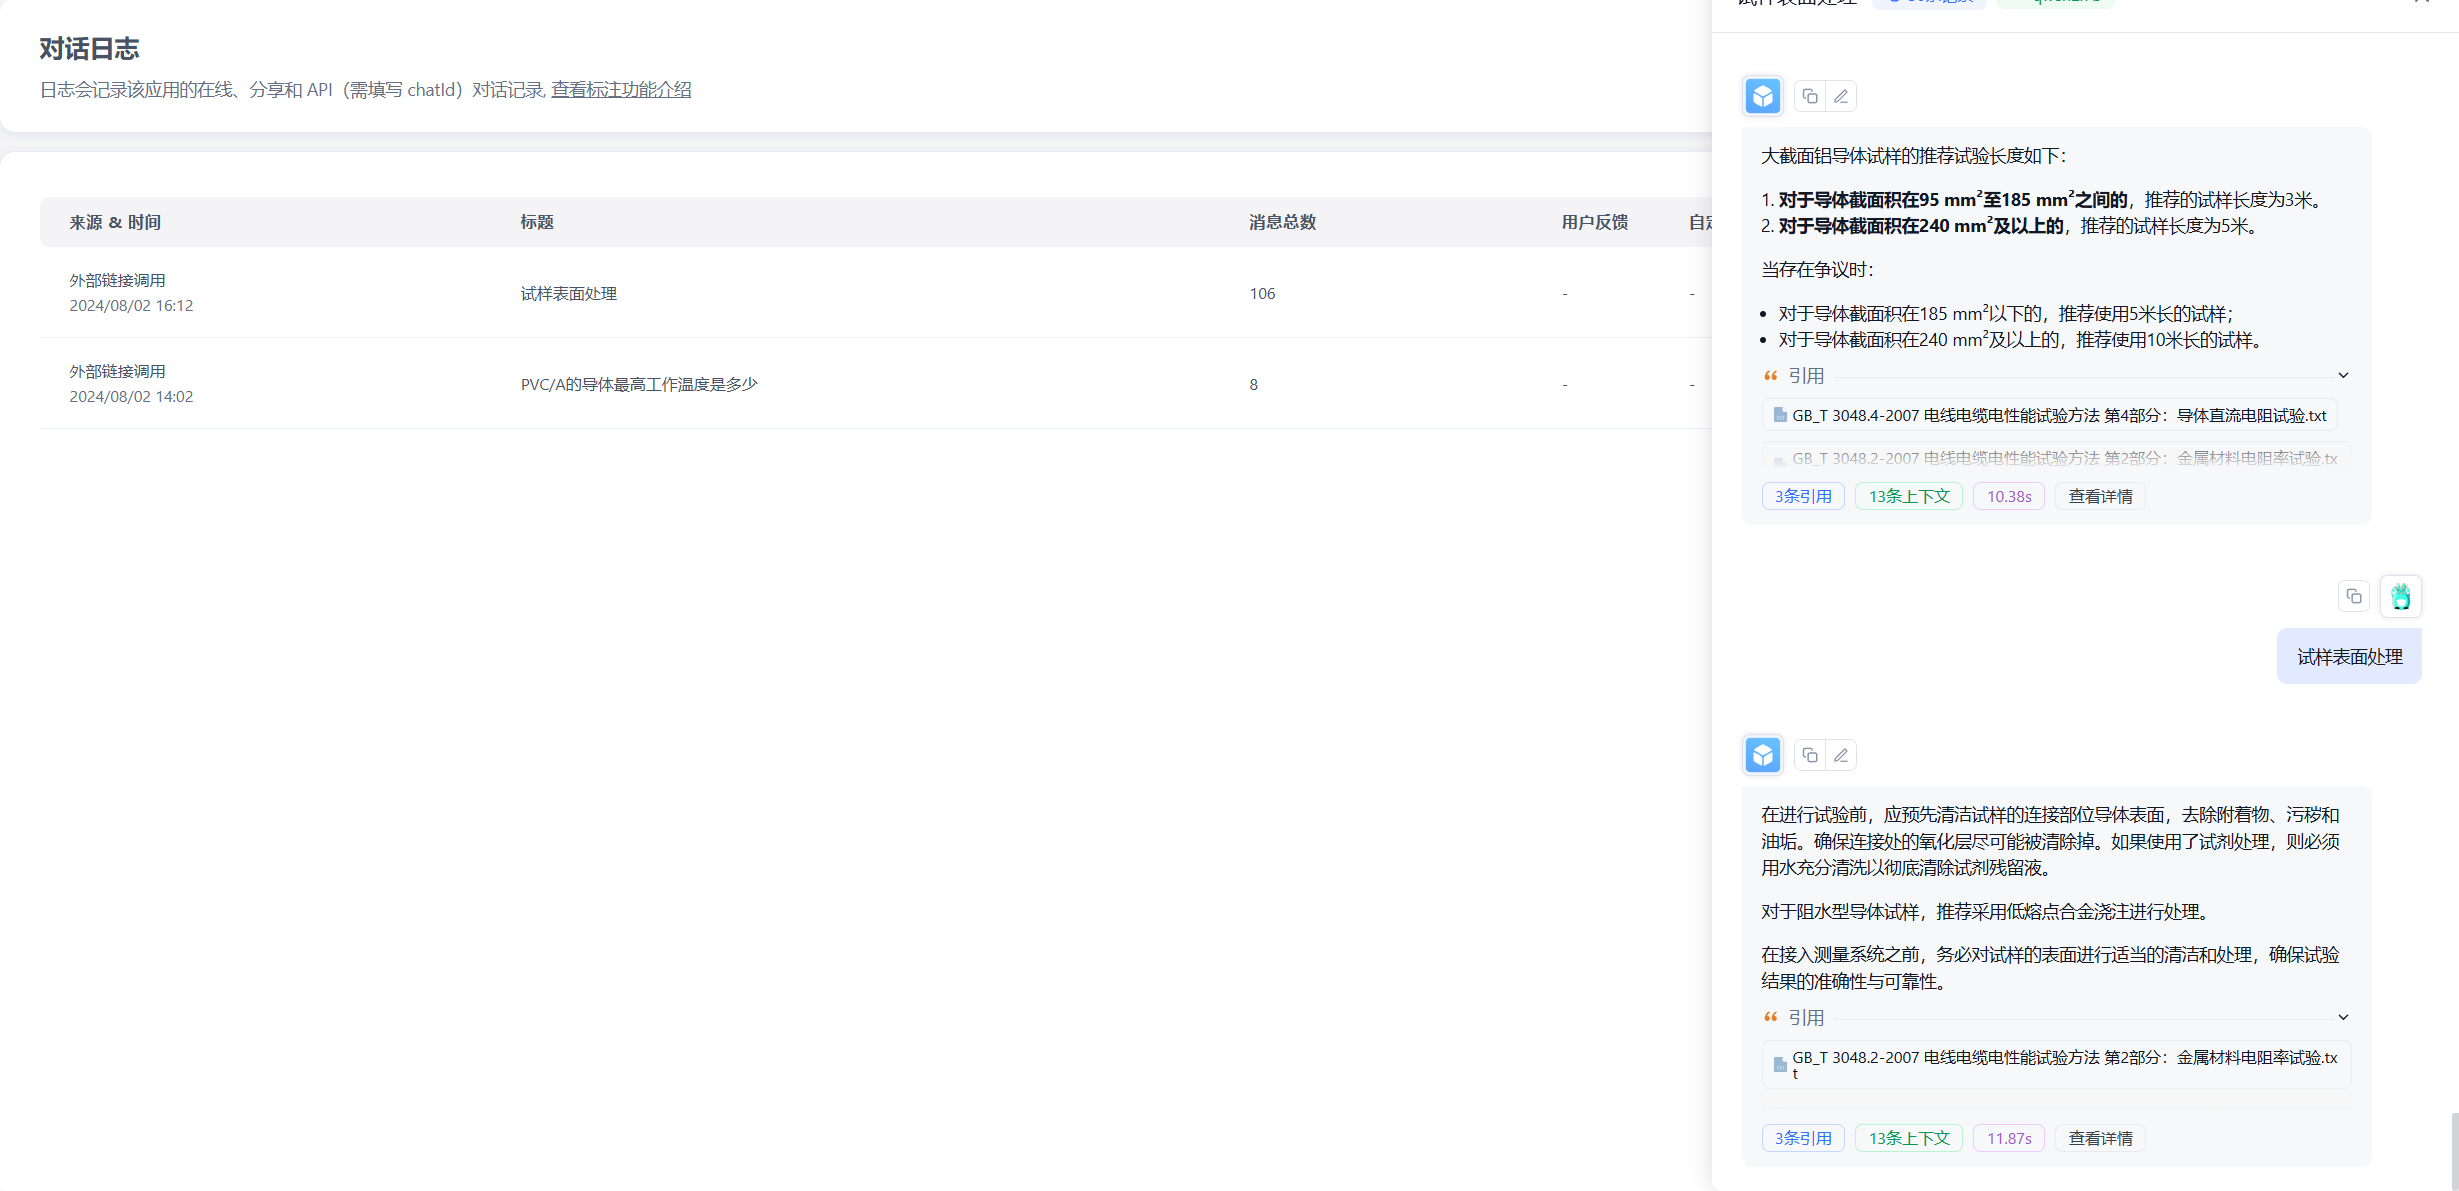 对话日志
日志会记录该应用的在线、分享和 API（需填写 chatId）对话记录, 查看标注功能介绍
来源 & 时间 标题 消息总数 用户反馈
外部链接调用
2024/08/02 16:12
试样表面处理 106 - -
外部链接调用
2024/08/02 14:02
PVC/A的导体最高工作温度是多少 8 - -
试样表面处理
大截面铝导体试样的推荐试验长度如下：
1. 对于导体截面积在95 mm²至185 mm²之间的，推荐的试样长度为3米。
2. 对于导体截面积在240 mm²及以上的，推荐的试样长度为5米。
当存在争议时：
• 对于导体截面积在185 mm²以下的，推荐使用5米长的试样；
• 对于导体截面积在240 mm²及以上的，推荐使用10米长的试样。
引用
GB_T 3048.4-2007 电线电缆电性能试验方法 第4部分：导体直流电阻试验.txt
GB_T 3048.2-2007 电线电缆电性能试验方法 第2部分：金属材料电阻率试验.tx
3条引用 13条上下文 10.38s 查看详情
试样表面处理
在进行试验前，应预先清洁试样的连接部位导体表面，去除附着物、污秽和
油垢。确保连接处的氧化层尽可能被清除掉。如果使用了试剂处理，则必须
用水充分清洗以彻底清除试剂残留液。
对于阻水型导体试样，推荐采用低熔点合金浇注进行处理。
在接入测量系统之前，务必对试样的表面进行适当的清洁和处理，确保试验
结果的准确性与可靠性。
引用
GB_T 3048.2-2007 电线电缆电性能试验方法 第2部分：金属材料电阻率试验.tx
t
3条引用 13条上下文 11.87s 查看详情